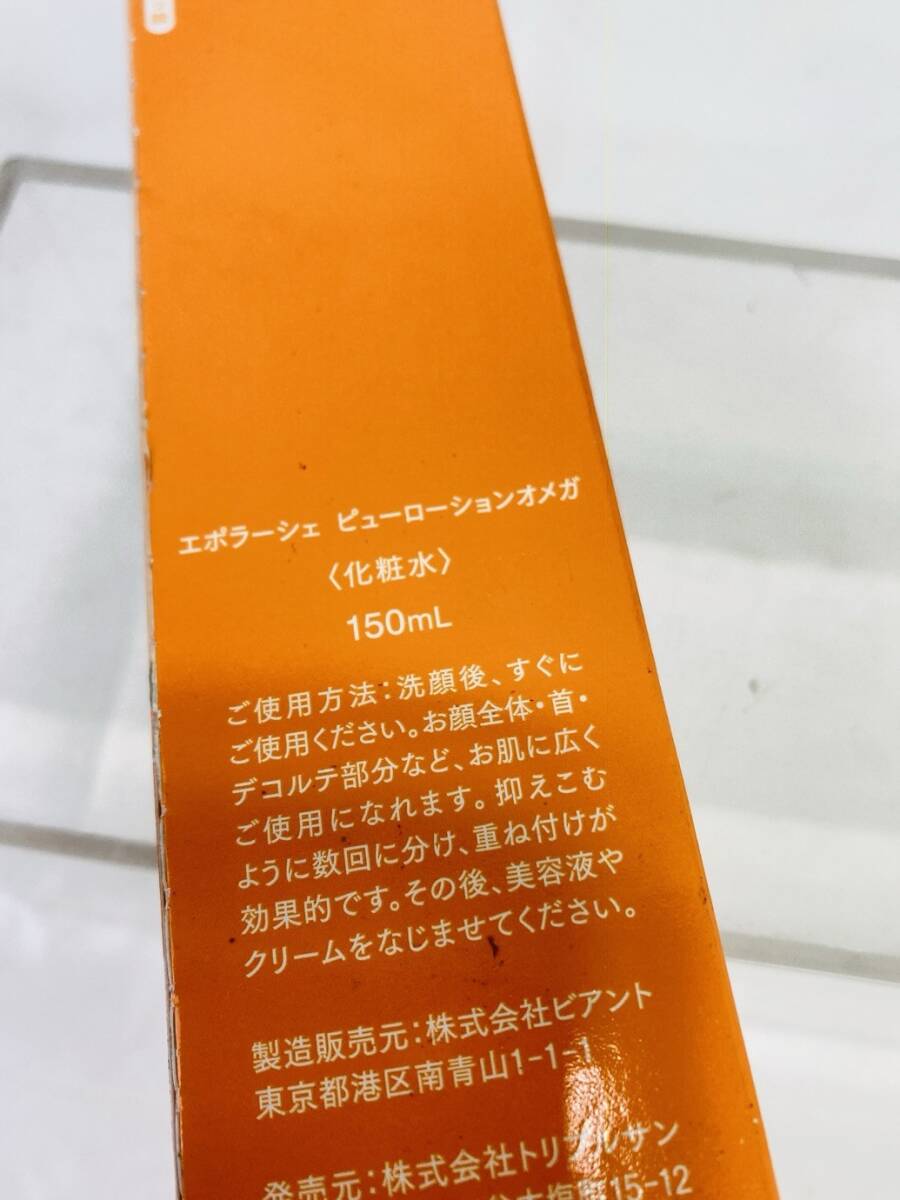 エポラーシェ ピューローションオメガ
〈化粧水〉
150mL
ご使用方法：洗顔後、すぐに
ご使用ください。お顔全体・首・
デコルテ部分など、お肌に広く
ご使用になれます。抑えこむ
ように数回に分け、重ね付けが
効果的です。その後、美容液や
クリームをなじませてください。
製造販売元：株式会社ビアント
東京都港区南青山1-1-1
発売元：株式会社トリプルサン
15-12